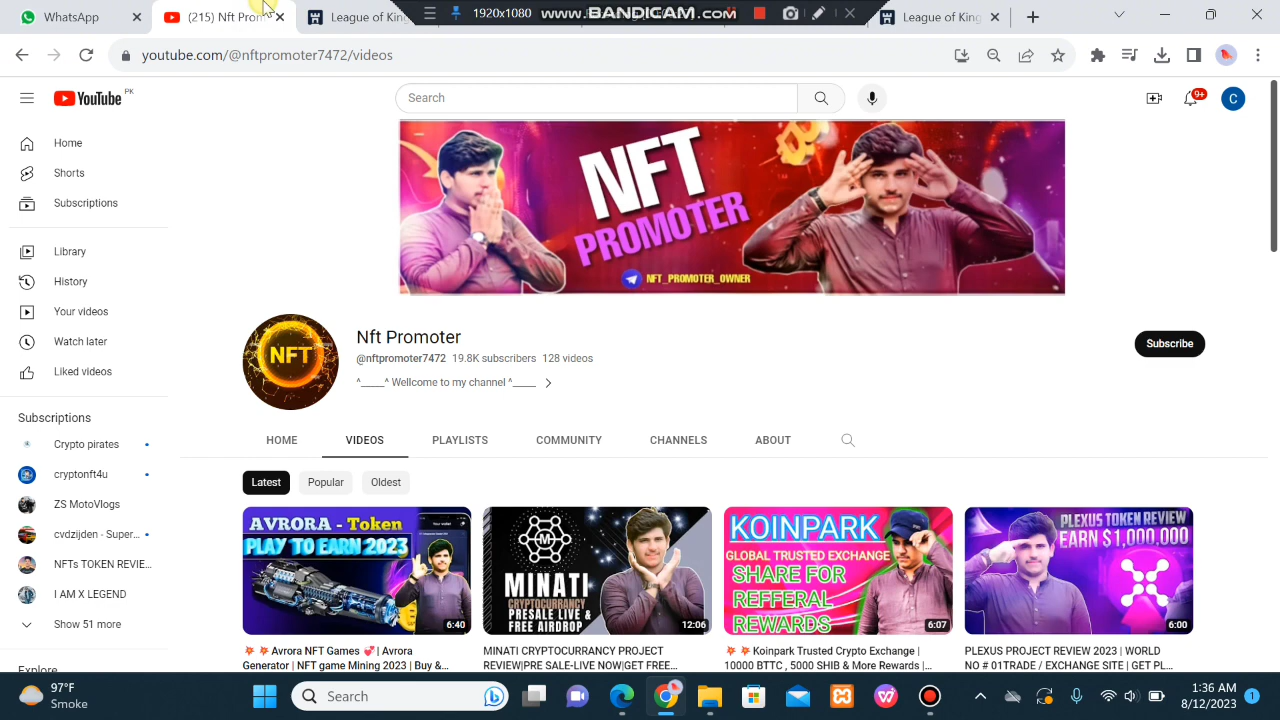 WhatsApp
(215) Nft Pro
League of King
1920x1080
www.BANDICAM.com
League of King
youtube.com/@nftpromoter7472/videos
YouTube PK
Search
9+
C
Home
Shorts
Subscriptions
Library
History
Your videos
Watch later
Liked videos
Subscriptions
Crypto pirates
cryptonft4u
ZS MotoVlogs
cvdzijden - Super...
NFTs TOKEN REVIE...
I AM X LEGEND
Show 51 more
Explore
NFT
PROMOTER
NFT_PROMOTER_OWNER
NFT
Nft Promoter
@nftpromoter7472 19.8K subscribers 128 videos
^_____^ Wellcome to my channel ^_____
Subscribe
HOME
VIDEOS
PLAYLISTS
COMMUNITY
CHANNELS
ABOUT
Latest
Popular
Oldest
AVRORA - Token
PLAY TO EARN 2023
6:40
M
MINATI
CRYPTOCURRANCY
PRESALE LIVE &
FREE AIRDROP
12:06
KOINPARK
GLOBAL TRUSTED EXCHANGE
SHARE FOR
REFFERAL
REWARDS
6:07
PLEXUS TOKEN REVIEW
EARN $1,000,000
6:00
Avrora NFT Games | Avrora
Generator | NFT game Mining 2023 | Buy &...
MINATI CRYPTOCURRANCY PROJECT
REVIEW|PRE SALE-LIVE NOW|GET FREE...
Koinpark Trusted Crypto Exchange |
10000 BTTC , 5000 SHIB & More Rewards |...
PLEXUS PROJECT REVIEW 2023 | WORLD
NO # 01TRADE / EXCHANGE SITE | GET PL...
97°F
Smoke
Search
1:36 AM
8/12/2023
1